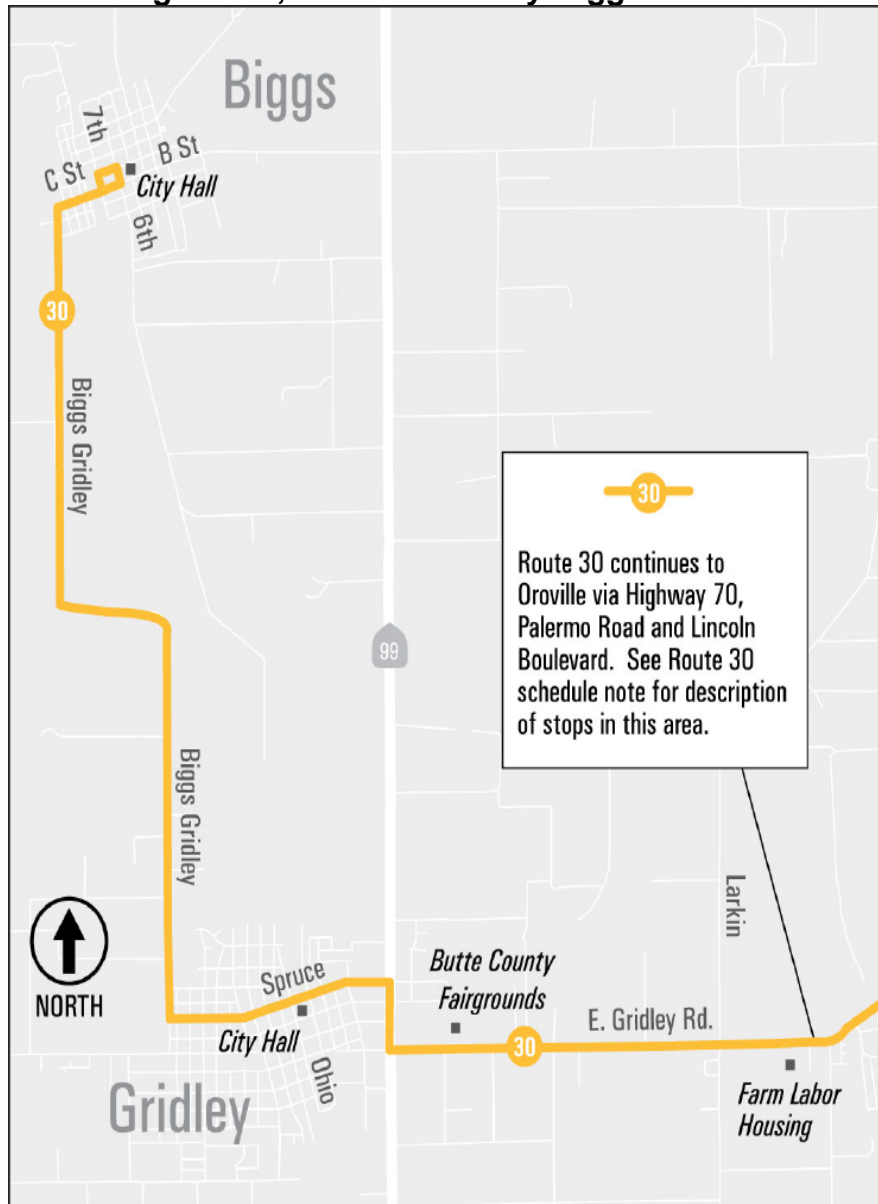 Biggs
7th
B St
C St
City Hall
6th
30
Biggs Gridley
30
Route 30 continues to
Oroville via Highway 70,
Palermo Road and Lincoln
Boulevard. See Route 30
schedule note for description
of stops in this area.
99
Biggs Gridley
Larkin
NORTH
Spruce
Butte County
Fairgrounds
City Hall
E. Gridley Rd.
30
Ohio
Gridley
Farm Labor
Housing